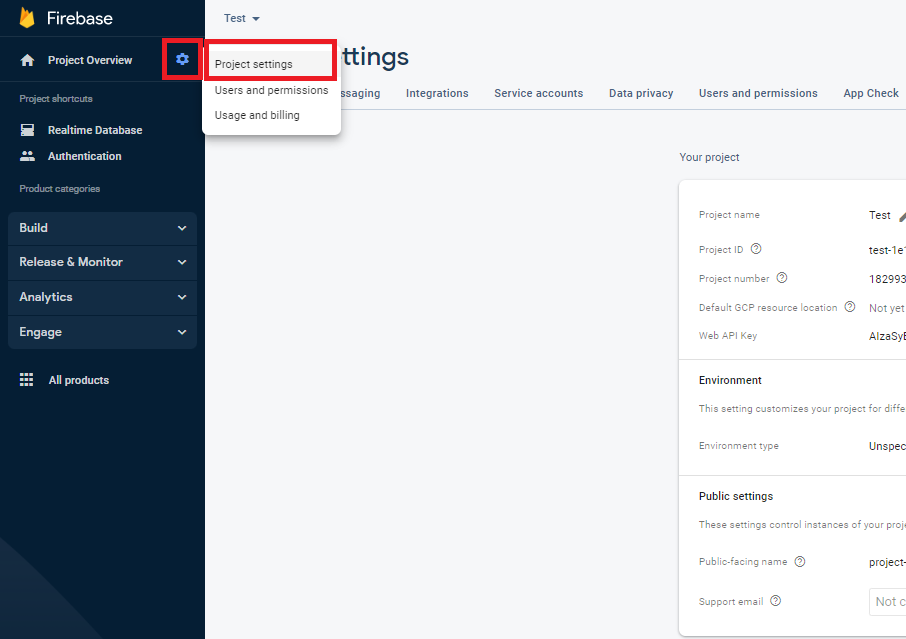 Firebase
Test
Project Overview
Project settings
Users and permissions
Usage and billing
ttings
ssaging
Integrations
Service accounts
Data privacy
Users and permissions
App Check
Project shortcuts
Realtime Database
Authentication
Product categories
Build
Release & Monitor
Analytics
Engage
All products
Your project
Project name
Test
Project ID
test-1e
Project number
182993
Default GCP resource location
Not yet
Web API Key
AIzaSy
Environment
This setting customizes your project for diffe
Environment type
Unspec
Public settings
These settings control instances of your proje
Public-facing name
project-
Support email
Not c